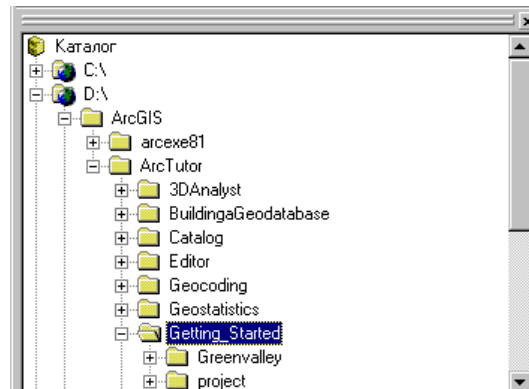 Каталог
C:\
D:\
ArcGIS
arcexe81
ArcTutor
3DAnalyst
BuildingaGeodatabase
Catalog
Editor
Geocoding
Geostatistics
Getting_Started
Greenvalley
project